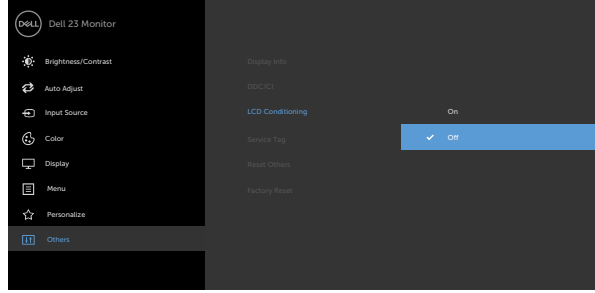 DELL Dell 23 Monitor
Brightness/Contrast
Auto Adjust
Input Source
Color
Display
Menu
Personalize
Others
Display Info
DDC/CI
LCD Conditioning
Service Tag
Reset Others
Factory Reset
On
Off